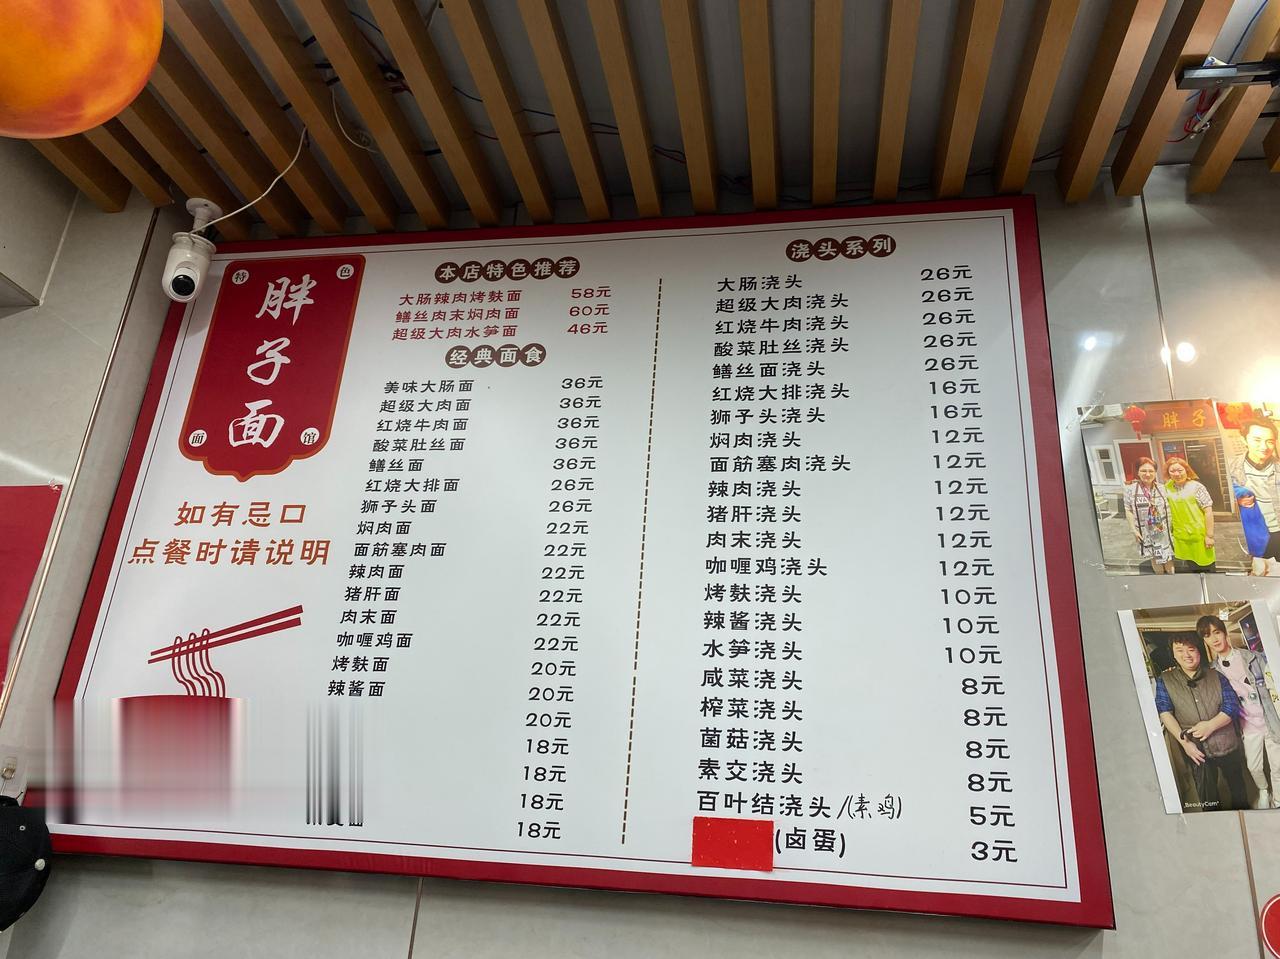 特色
胖子面
面馆
如有忌口
点餐时请说明
本店特色推荐
大肠辣肉烤麸面 58元
鳝丝肉末焖肉面 60元
超级大肉水笋面 46元
经典面食
美味大肠面 36元
超级大肉面 36元
红烧牛肉面 36元
酸菜肚丝面 36元
鳝丝面 36元
红烧大排面 26元
狮子头面 26元
焖肉面 22元
面筋塞肉面 22元
辣肉面 22元
猪肝面 22元
肉末面 22元
咖喱鸡面 22元
烤麸面 20元
辣酱面 20元
20元
18元
18元
18元
18元
浇头系列
大肠浇头 26元
超级大肉浇头 26元
红烧牛肉浇头 26元
酸菜肚丝浇头 26元
鳝丝面浇头 26元
红烧大排浇头 16元
狮子头浇头 16元
焖肉浇头 12元
面筋塞肉浇头 12元
辣肉浇头 12元
猪肝浇头 12元
肉末浇头 12元
咖喱鸡浇头 12元
烤麸浇头 10元
辣酱浇头 10元
水笋浇头 10元
咸菜浇头 8元
榨菜浇头 8元
菌菇浇头 8元
素交浇头 8元
百叶结浇头/(素鸡) 5元
(卤蛋) 3元
胖子
BeautyCam